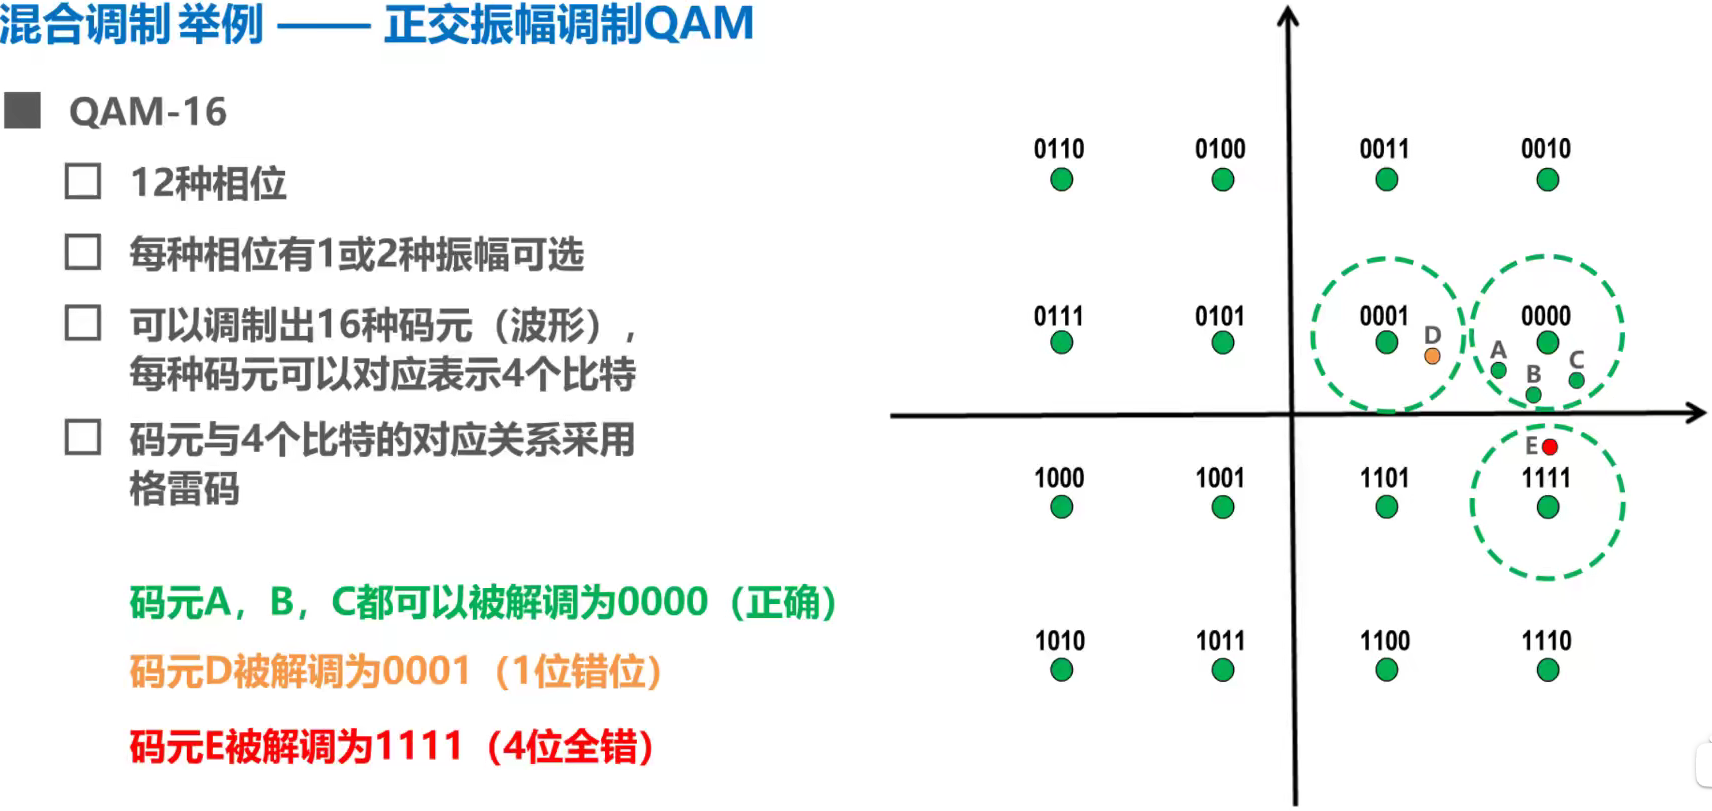 混合调制 举例 —— 正交振幅调制QAM
QAM-16
12种相位
每种相位有1或2种振幅可选
可以调制出16种码元（波形），
每种码元可以对应表示4个比特
码元与4个比特的对应关系采用
格雷码
码元A，B，C都可以被解调为0000（正确）
码元D被解调为0001（1位错位）
码元E被解调为1111（4位全错）
0110 0100 0011 0010
0111 0101 0001 0000
D
A
B
C
E
1000 1001 1101 1111
1010 1011 1100 1110